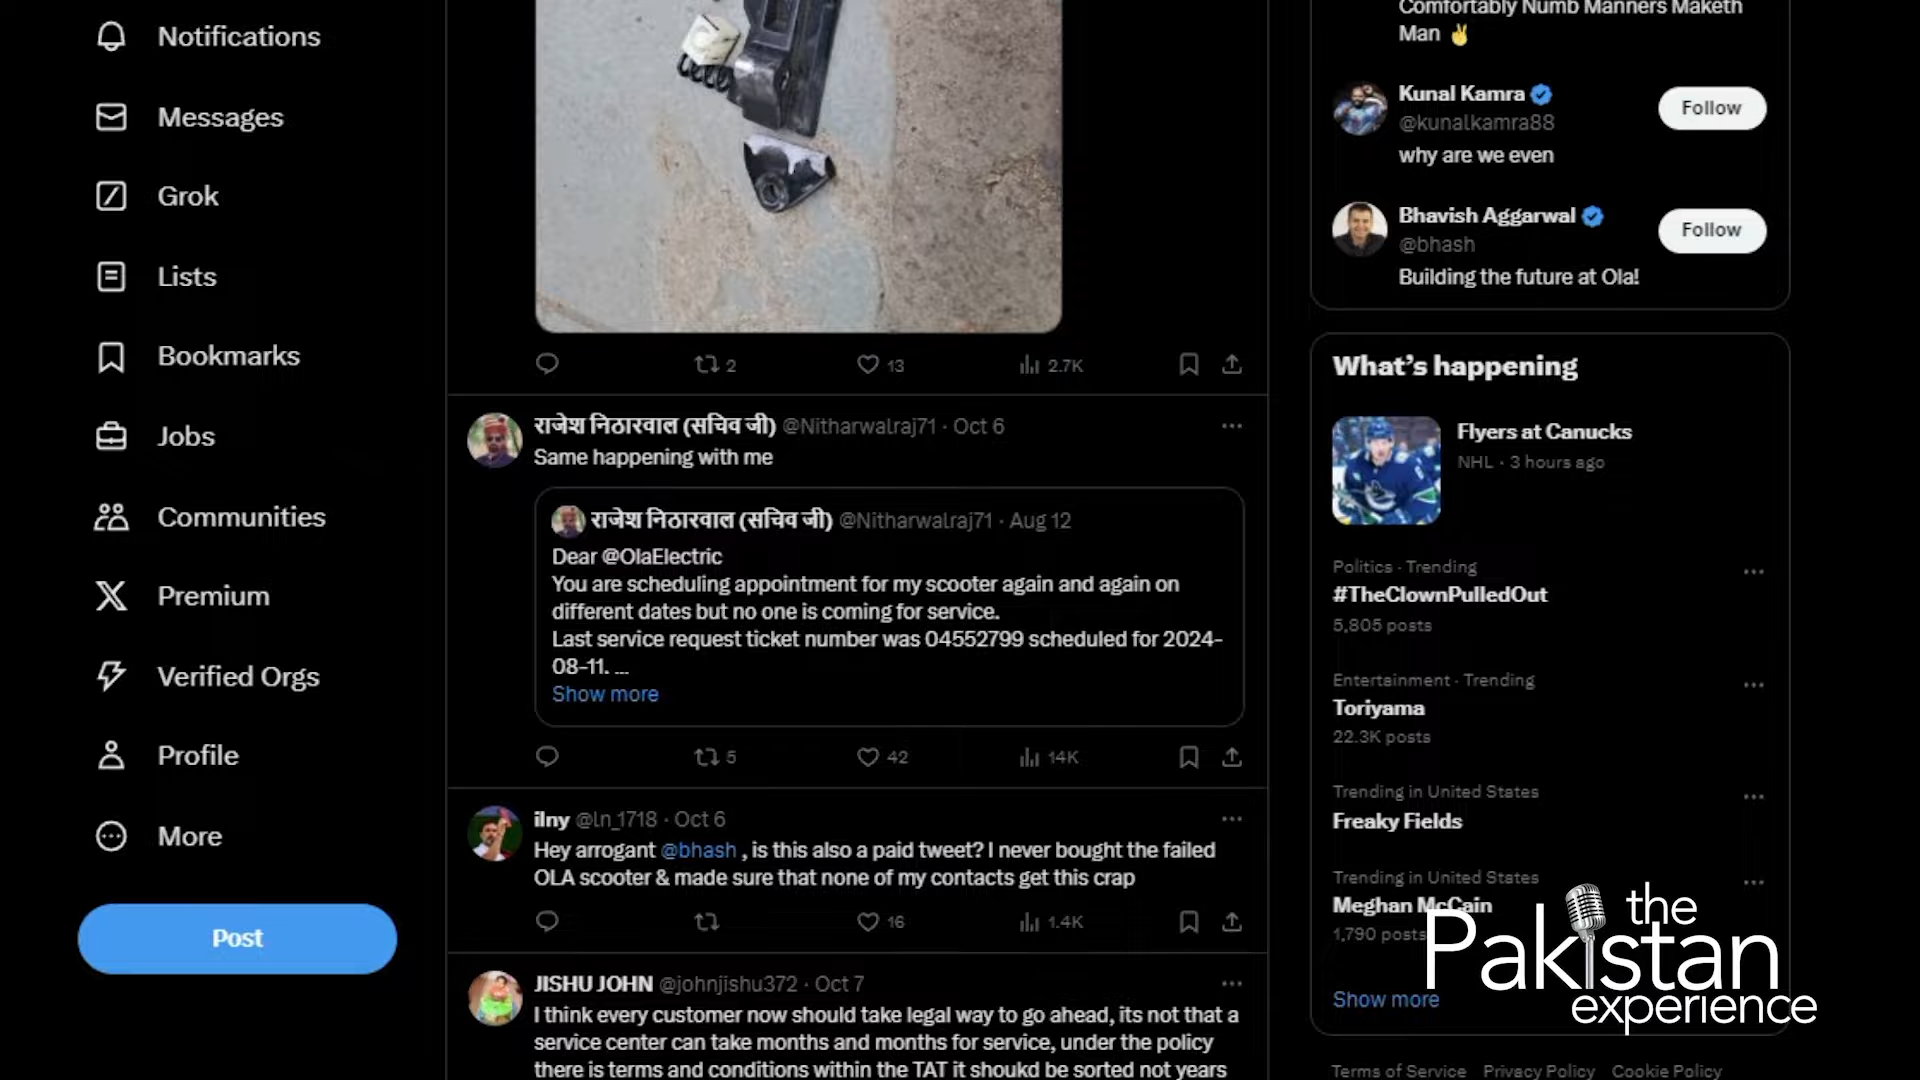 Notifications
Messages
Grok
Lists
Bookmarks
Jobs
Communities
Premium
Verified Orgs
Profile
More
Post
2
13
2.7K
राजेश निठारवाल (सचिव जी) @Nitharwalraj71 · Oct 6
Same happening with me
राजेश निठारवाल (सचिव जी) @Nitharwalraj71 · Aug 12
Dear @OlaElectric
You are scheduling appointment for my scooter again and again on
different dates but no one is coming for service.
Last service request ticket number was 04552799 scheduled for 2024-
08-11. ...
Show more
5
42
14K
ilny @ln_1718 · Oct 6
Hey arrogant @bhash , is this also a paid tweet? I never bought the failed
OLA scooter & made sure that none of my contacts get this crap
16
1.4K
JISHU JOHN @johnjishu372 · Oct 7
I think every customer now should take legal way to go ahead, its not that a
service center can take months and months for service, under the policy
there is terms and conditions within the TAT it shoukd be sorted not years
Comfortably Numb Manners Maketh
Man ✌
Kunal Kamra
@kunalkamra88
Follow
why are we even
Bhavish Aggarwal
@bhash
Follow
Building the future at Ola!
What's happening
Flyers at Canucks
NHL · 3 hours ago
Politics · Trending
#TheClownPulledOut
5,805 posts
Entertainment · Trending
Toriyama
22.3K posts
Trending in United States
Freaky Fields
Trending in United States
Meghan McCain
1,790 posts
Show more
the
Pakistan
experience
Terms of Service Privacy Policy Cookie Policy